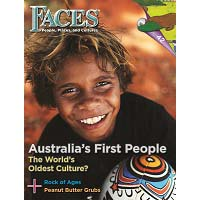 FACES
People, Places, and Cultures
Australia's First People
The World's
Oldest Culture?
Rock of Ages
Peanut Butter Grubs